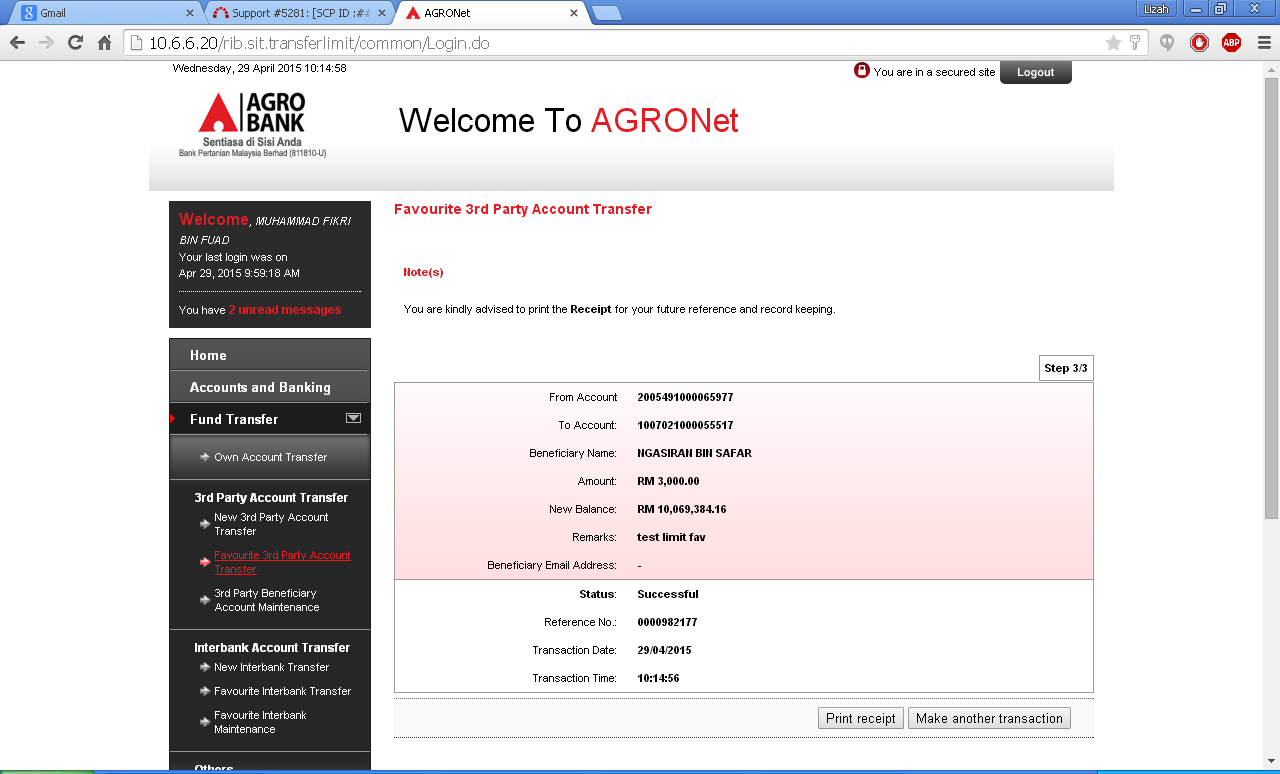 Gmail
Support #5281: [SCP ID :##
AGRONet
Lizah
10.6.6.20/rib.sit.transferlimit/common/Login.do
ABP
Wednesday, 29 April 2015 10:14:58
You are in a secured site
Logout
AGRO
BANK
Sentiasa di Sisi Anda
Bank Pertanian Malaysia Berhad (811810-U)
Welcome To AGRONet
Welcome, MUHAMMAD FIKRI
BIN FUAD
Your last login was on
Apr 29, 2015 9:59:18 AM
You have 2 unread messages
Home
Accounts and Banking
Fund Transfer
Own Account Transfer
3rd Party Account Transfer
New 3rd Party Account
Transfer
Favourite 3rd Party Account
Transfer
3rd Party Beneficiary
Account Maintenance
Interbank Account Transfer
New Interbank Transfer
Favourite Interbank Transfer
Favourite Interbank
Maintenance
Others
Favourite 3rd Party Account Transfer
Note(s)
You are kindly advised to print the Receipt for your future reference and record keeping.
Step 3/3
From Account 2005491000065977
To Account: 1007021000055517
Beneficiary Name: NGASIRAN BIN SAFAR
Amount: RM 3,000.00
New Balance: RM 10,069,384.16
Remarks: test limit fav
Beneficiary Email Address: -
Status: Successful
Reference No.: 0000982177
Transaction Date: 29/04/2015
Transaction Time: 10:14:56
Print receipt
Make another transaction